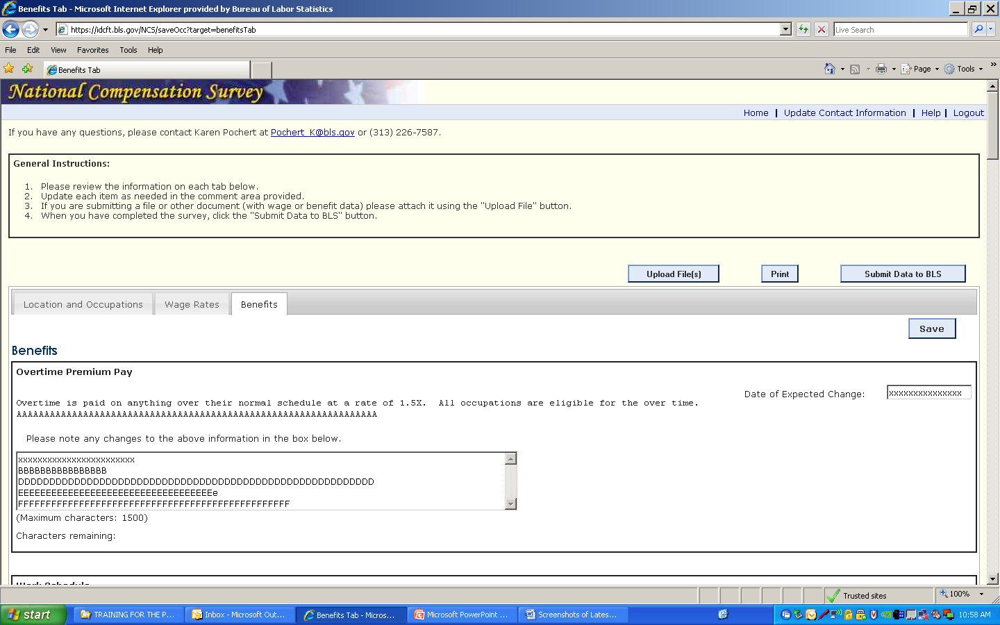 Benefits Tab - Microsoft Internet Explorer provided by Bureau of Labor Statistics
https://idcft.bls.gov/NCS/saveOcc?target=benefitsTab
Live Search
File Edit View Favorites Tools Help
Benefits Tab
Page Tools
National Compensation Survey
Home | Update Contact Information | Help | Logout
If you have any questions, please contact Karen Pochert at Pochert_K@bls.gov or (313) 226-7587.
General Instructions:
1. Please review the information on each tab below.
2. Update each item as needed in the comment area provided.
3. If you are submitting a file or other document (with wage or benefit data) please attach it using the "Upload File" button.
4. When you have completed the survey, click the "Submit Data to BLS" button.
Upload File(s) Print Submit Data to BLS
Location and Occupations Wage Rates Benefits
Save
Benefits
Overtime Premium Pay
Date of Expected Change: xxxxxxxxxxxxxxx
Overtime is paid on anything over their normal schedule at a rate of 1.5X. All occupations are eligible for the over time.
AAAAAAAAAAAAAAAAAAAAAAAAAAAAAAAAAAAAAAAAAAAAAAAAAAAAAAAAAAAAAAAAA
Please note any changes to the above information in the box below.
xxxxxxxxxxxxxxxxxxxxxxxx
BBBBBBBBBBBBBBBB
DDDDDDDDDDDDDDDDDDDDDDDDDDDDDDDDDDDDDDDDDDDDDDDDDDDDDDDDD
EEEEEEEEEEEEEEEEEEEEEEEEEEEEEEEEEEEe
FFFFFFFFFFFFFFFFFFFFFFFFFFFFFFFFFFFFFFFFFFFFFFFFF
(Maximum characters: 1500)
Characters remaining:
Work Schedule
Trusted sites 100%
start TRAINING FOR THE P... Inbox - Microsoft Out... Benefits Tab - Micros... Microsoft PowerPoint ... Screenshots of Lates... 10:58 AM